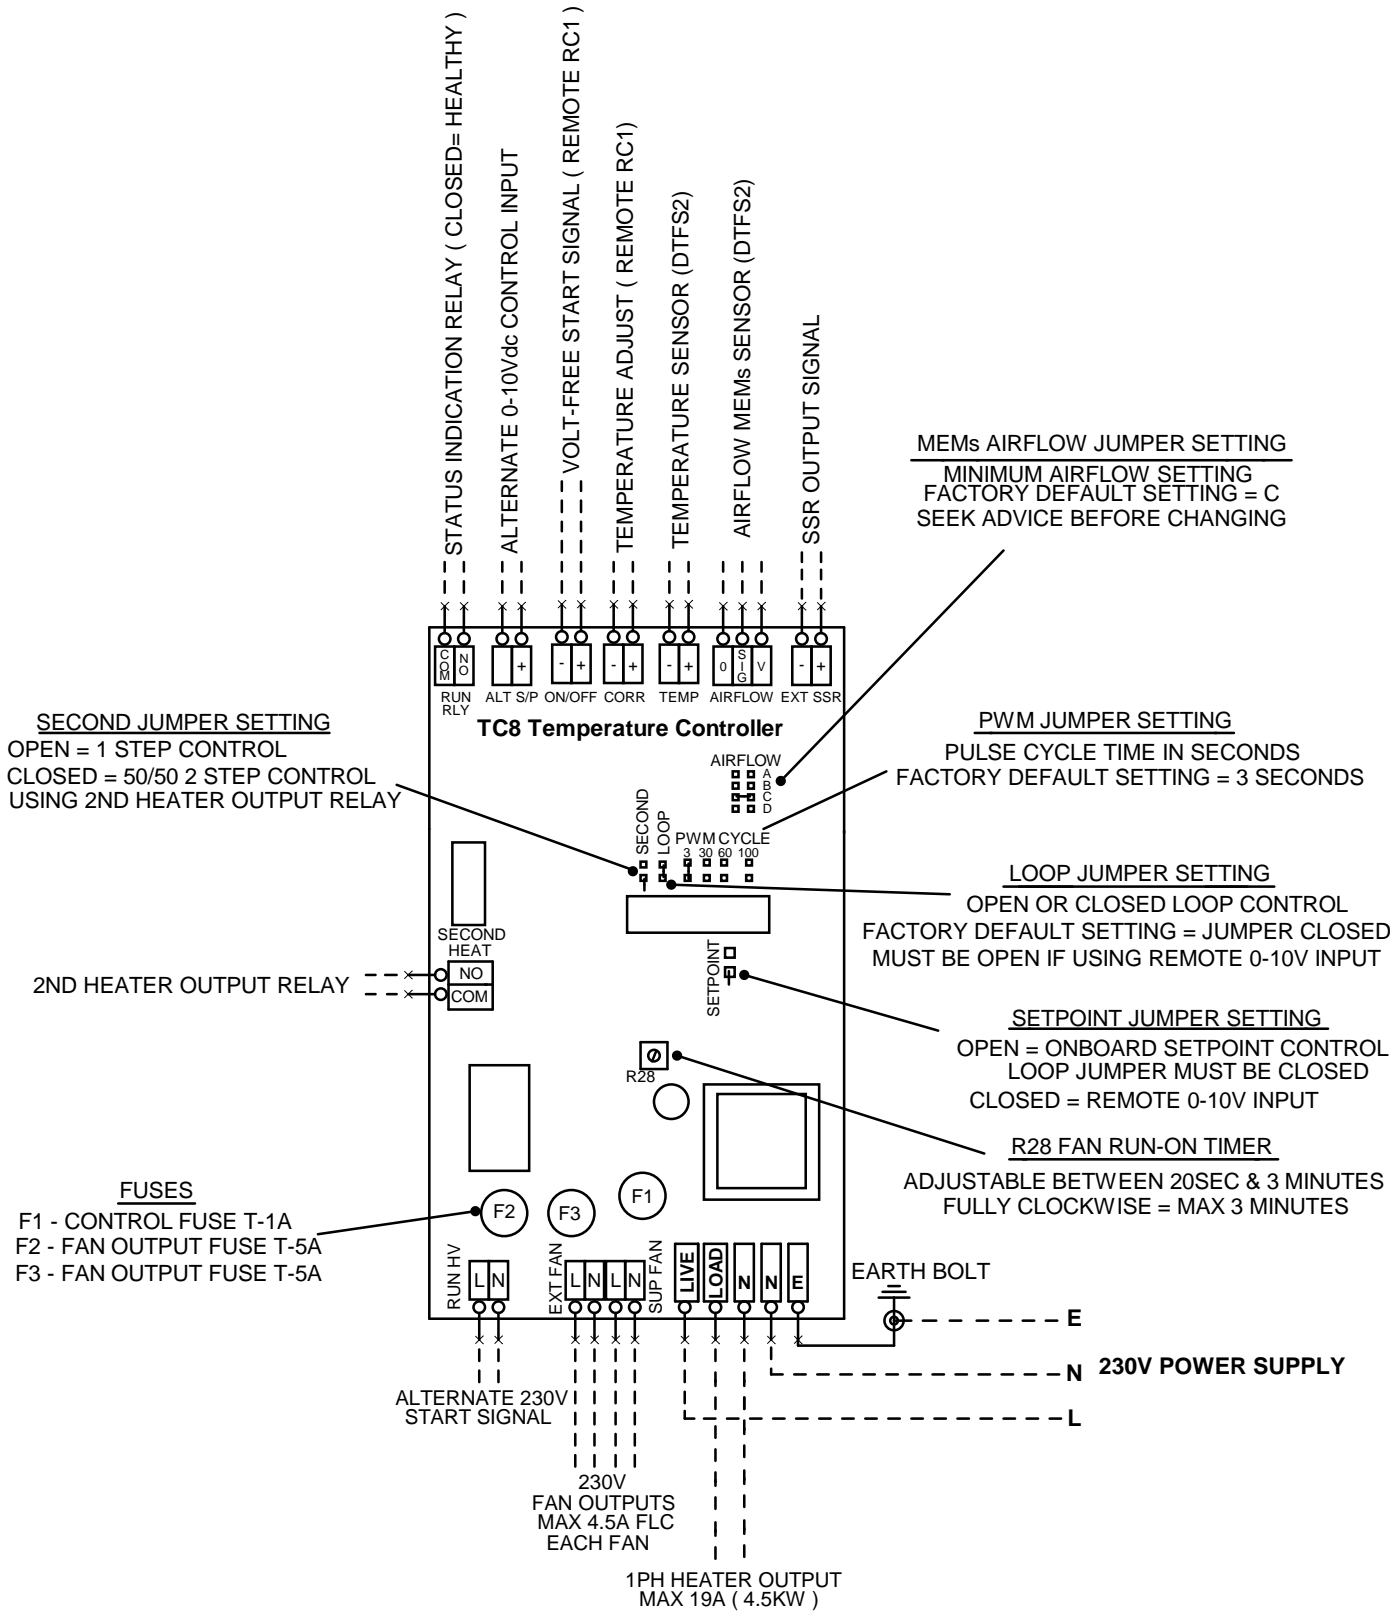 STATUS INDICATION RELAY ( CLOSED= HEALTHY )
ALTERNATE 0-10Vdc CONTROL INPUT
VOLT-FREE START SIGNAL ( REMOTE RC1 )
TEMPERATURE ADJUST ( REMOTE RC1)
TEMPERATURE SENSOR (DTFS2)
AIRFLOW MEMs SENSOR (DTFS2)
SSR OUTPUT SIGNAL
MEMs AIRFLOW JUMPER SETTING
MINIMUM AIRFLOW SETTING
FACTORY DEFAULT SETTING = C
SEEK ADVICE BEFORE CHANGING
COM
NO
+
-
+
-
+
-
+
0
SIG
V
-
+
RUN RLY
ALT S/P
ON/OFF
CORR
TEMP
AIRFLOW
EXT SSR
TC8 Temperature Controller
SECOND JUMPER SETTING
OPEN = 1 STEP CONTROL
CLOSED = 50/50 2 STEP CONTROL
USING 2ND HEATER OUTPUT RELAY
PWM JUMPER SETTING
PULSE CYCLE TIME IN SECONDS
FACTORY DEFAULT SETTING = 3 SECONDS
AIRFLOW
A
B
C
D
SECOND
LOOP
PWM CYCLE
3 30 60 100
LOOP JUMPER SETTING
OPEN OR CLOSED LOOP CONTROL
FACTORY DEFAULT SETTING = JUMPER CLOSED
MUST BE OPEN IF USING REMOTE 0-10V INPUT
SECOND
HEAT
NO
COM
2ND HEATER OUTPUT RELAY
SETPOINT
SETPOINT JUMPER SETTING
OPEN = ONBOARD SETPOINT CONTROL
LOOP JUMPER MUST BE CLOSED
CLOSED = REMOTE 0-10V INPUT
R28
R28 FAN RUN-ON TIMER
ADJUSTABLE BETWEEN 20SEC & 3 MINUTES
FULLY CLOCKWISE = MAX 3 MINUTES
FUSES
F1 - CONTROL FUSE T-1A
F2 - FAN OUTPUT FUSE T-5A
F3 - FAN OUTPUT FUSE T-5A
F2
F3
F1
RUN HV
L N
EXT FAN
L N L N
SUP FAN
LIVE
LOAD
N
N
E
EARTH BOLT
E
N
230V POWER SUPPLY
L
ALTERNATE 230V
START SIGNAL
230V
FAN OUTPUTS
MAX 4.5A FLC
EACH FAN
1PH HEATER OUTPUT
MAX 19A ( 4.5KW )